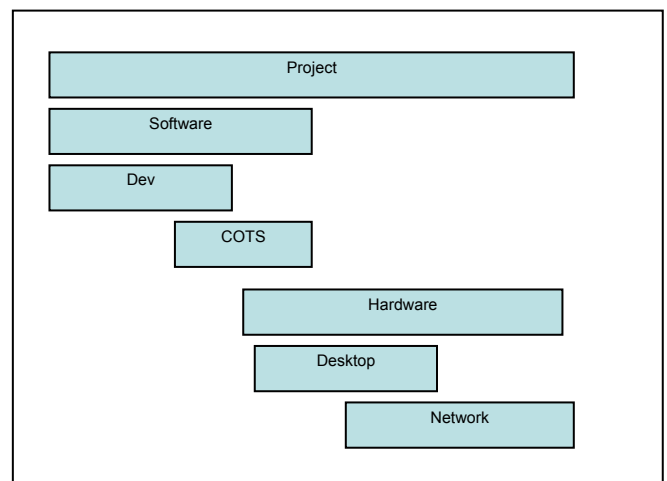 Project
Software
Dev
COTS
Hardware
Desktop
Network